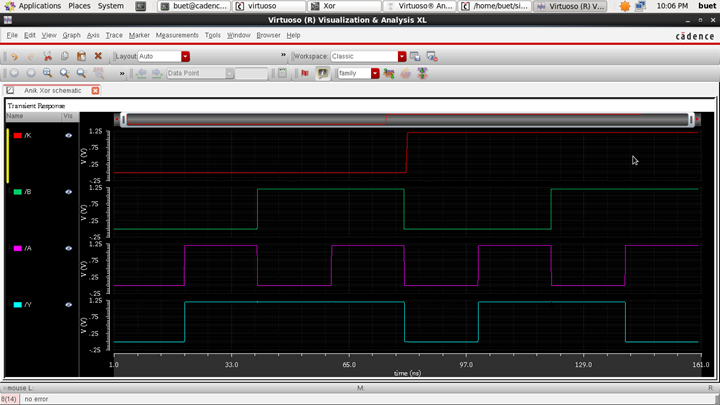 Applications Places System buet@cadenc... virtuoso Xor Virtuoso® An... /home/buet/si... Virtuoso (R) V... 10:06 PM buet
Virtuoso (R) Visualization & Analysis XL
File Edit View Graph Axis Trace Marker Measurements Tools Window Browser Help cādence
Layout Auto » Workspace: Classic
» Data Point family
Anik Xor schematic
Transient Response
Name Vis
/K
V (V)
1.25
.75
.25
-.25
/B
V (V)
1.25
.75
.25
-.25
/A
V (V)
1.25
.75
.25
-.25
/Y
V (V)
1.25
.75
.25
-.25
1.0 33.0 65.0 97.0 129.0 161.0
time (ns)
mouse L: M: R:
8(14) no error